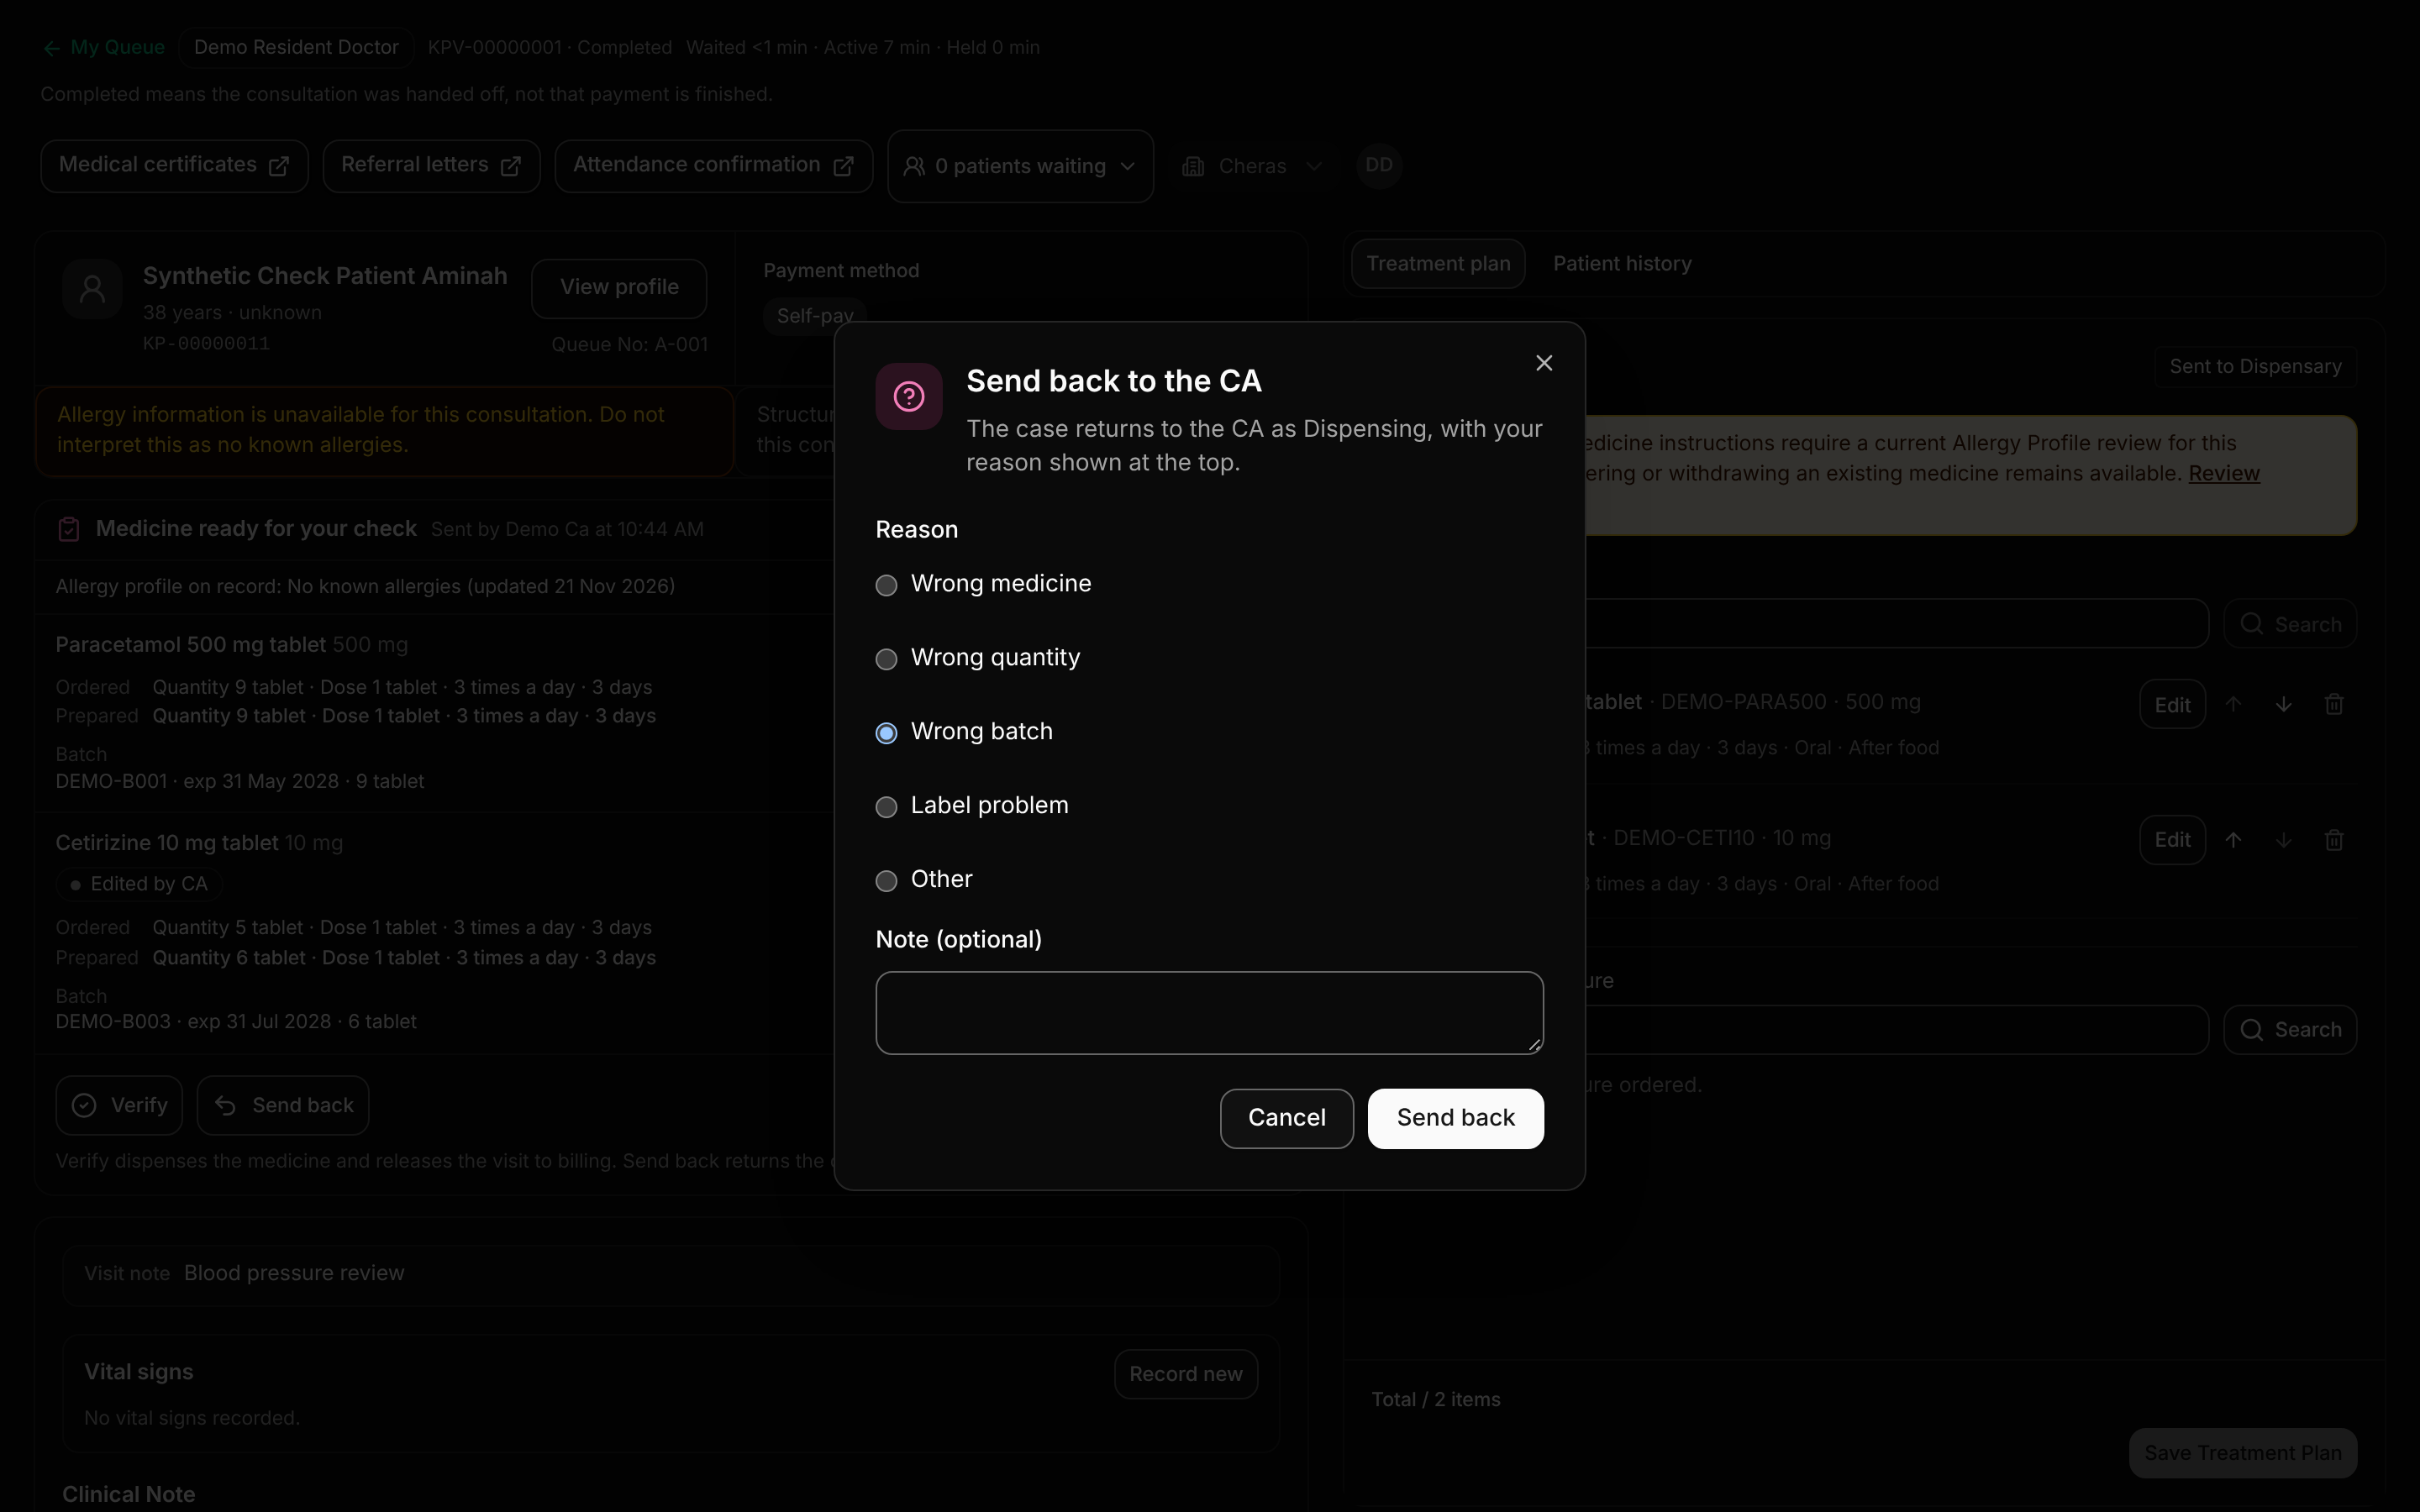 My Queue Demo Resident Doctor KPV-00000001 · Completed Waited <1 min · Active 7 min · Held 0 min
Completed means the consultation was handed off, not that payment is finished.
Medical certificates Referral letters Attendance confirmation 0 patients waiting Cheras DD
Synthetic Check Patient Aminah
38 years · unknown
KP-00000011
View profile
Queue No: A-001
Payment method
Self-pay
Allergy information is unavailable for this consultation. Do not
interpret this as no known allergies.
this con
Medicine ready for your check Sent by Demo Ca at 10:44 AM
Allergy profile on record: No known allergies (updated 21 Nov 2026)
Paracetamol 500 mg tablet 500 mg
Ordered Quantity 9 tablet · Dose 1 tablet · 3 times a day · 3 days
Prepared Quantity 9 tablet · Dose 1 tablet · 3 times a day · 3 days
Batch
DEMO-B001 · exp 31 May 2028 · 9 tablet
Cetirizine 10 mg tablet 10 mg
Edited by CA
Ordered Quantity 5 tablet · Dose 1 tablet · 3 times a day · 3 days
Prepared Quantity 6 tablet · Dose 1 tablet · 3 times a day · 3 days
Batch
DEMO-B003 · exp 31 Jul 2028 · 6 tablet
Verify Send back
Verify dispenses the medicine and releases the visit to billing. Send back returns the
Visit note Blood pressure review
Vital signs
Record new
No vital signs recorded.
Clinical Note
Send back to the CA
The case returns to the CA as Dispensing, with your
reason shown at the top.
Reason
Wrong medicine
Wrong quantity
Wrong batch
Label problem
Other
Note (optional)
Cancel Send back
Treatment plan Patient history
Sent to Dispensary
edicine instructions require a current Allergy Profile review for this
ering or withdrawing an existing medicine remains available. Review
Search
tablet · DEMO-PARA500 · 500 mg
Edit
3 times a day · 3 days · Oral · After food
t · DEMO-CETI10 · 10 mg
Edit
3 times a day · 3 days · Oral · After food
ure
Search
ure ordered.
Total / 2 items
Save Treatment Plan